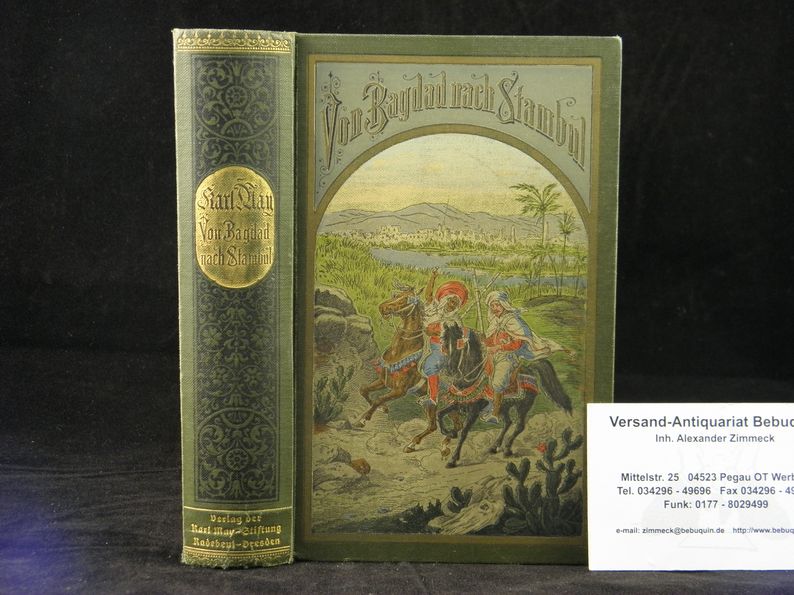 Karl May
Von Bagdad
nach Stambul
Verlag der
Karl May-Stiftung
Radebeul-Dresden
Von Bagdad nach Stambul
Versand-Antiquariat Bebuq
Inh. Alexander Zimmeck
Mittelstr. 25 04523 Pegau OT Werb
Tel. 034296 - 49696 Fax 034296 - 49
Funk: 0177 - 8029499
e-mail: zimmeck@bebuquin.de http://www.bebuq